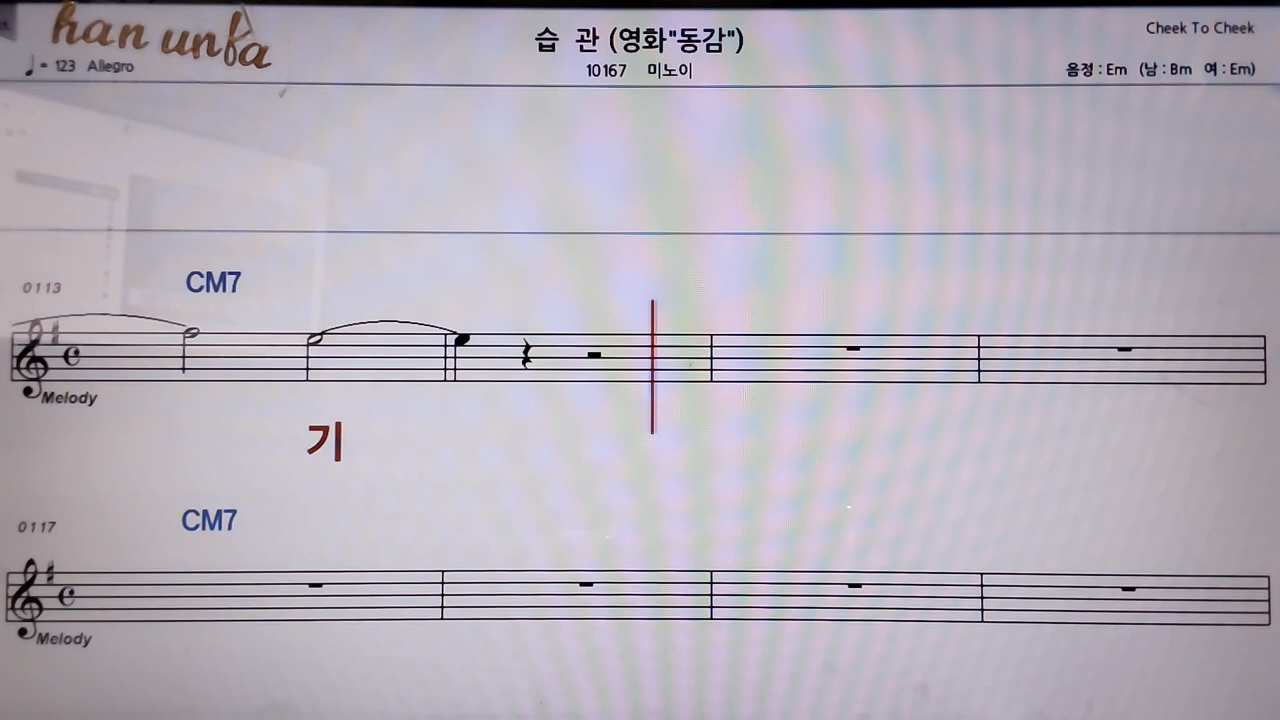 han unfa
습 관 (영화"동감")
Cheek To Cheek
♩= 123 Allegro
10167 미노이
음정 : Em (남 : Bm 여 : Em)
0113
CM7
Melody
기
0117
CM7
Melody